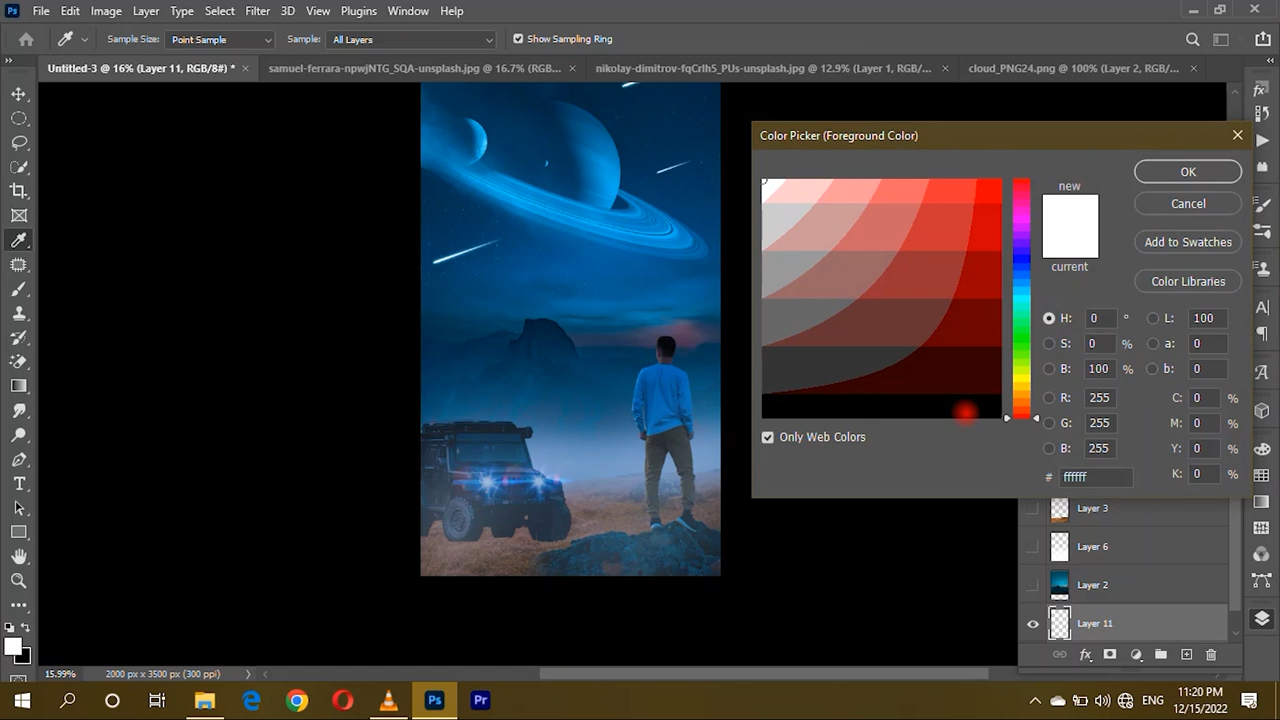 Ps File Edit Image Layer Type Select Filter 3D View Plugins Window Help
Sample Size: Point Sample Sample: All Layers Show Sampling Ring
Untitled-3 @ 16% (Layer 11, RGB/8#) * × samuel-ferrara-npwjNTG_SQA-unsplash.jpg @ 16.7% (RGB... × nikolay-dimitrov-fqCrIh5_PUs-unsplash.jpg @ 12.9% (Layer 1, RGB/... × cloud_PNG24.png @ 100% (Layer 2, RGB/... ×
Color Picker (Foreground Color)
new
OK
Cancel
Add to Swatches
current
Color Libraries
H: 0 ° L: 100
S: 0 % a: 0
B: 100 % b: 0
R: 255 C: 0 %
G: 255 M: 0 %
B: 255 Y: 0 %
# ffffff K: 0 %
Only Web Colors
Layer 3
Layer 6
Layer 2
Layer 11
fx
15.99% 2000 px x 3500 px (300 ppi)
Ps Pr
ENG
11:20 PM
12/15/2022